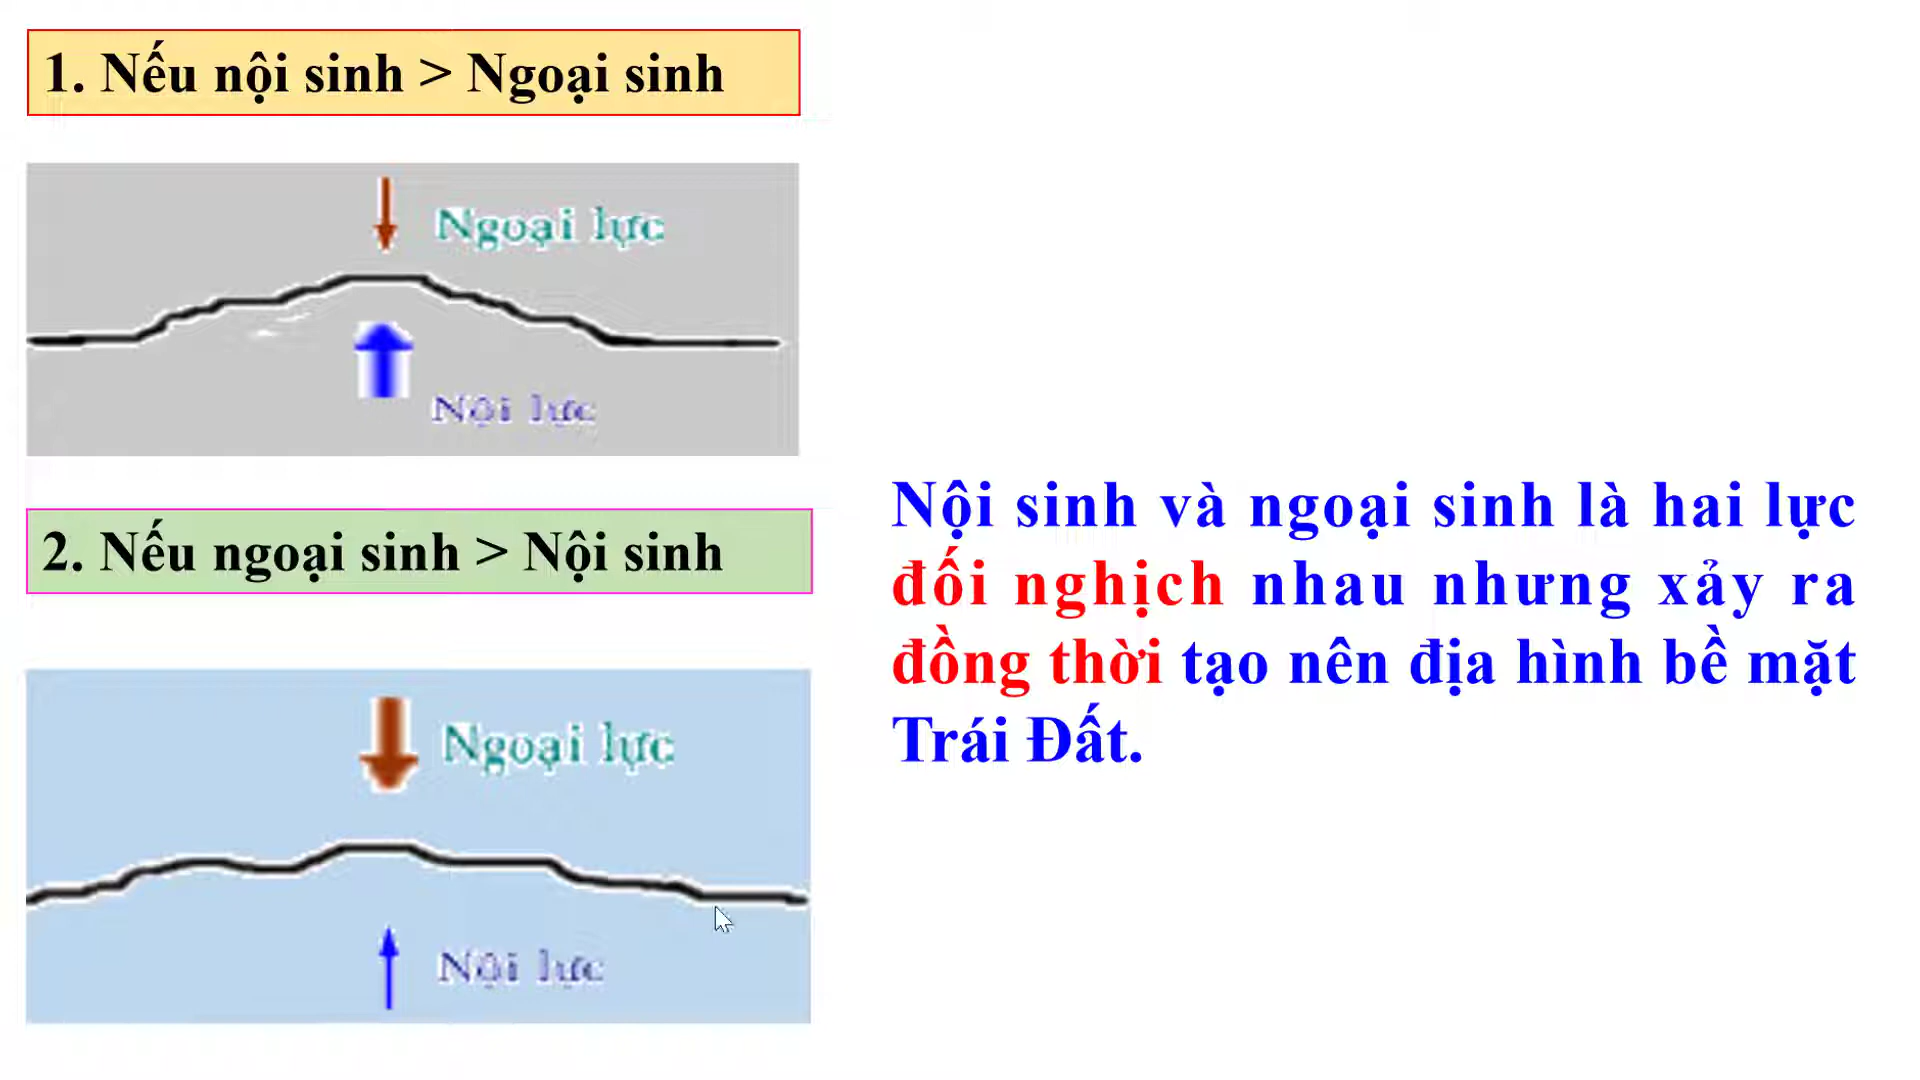 1. Nếu nội sinh > Ngoại sinh
Ngoại lực
Nội lực
2. Nếu ngoại sinh > Nội sinh
Ngoại lực
Nội lực
Nội sinh và ngoại sinh là hai lực
đối nghịch nhau nhưng xảy ra
đồng thời tạo nên địa hình bề mặt
Trái Đất.